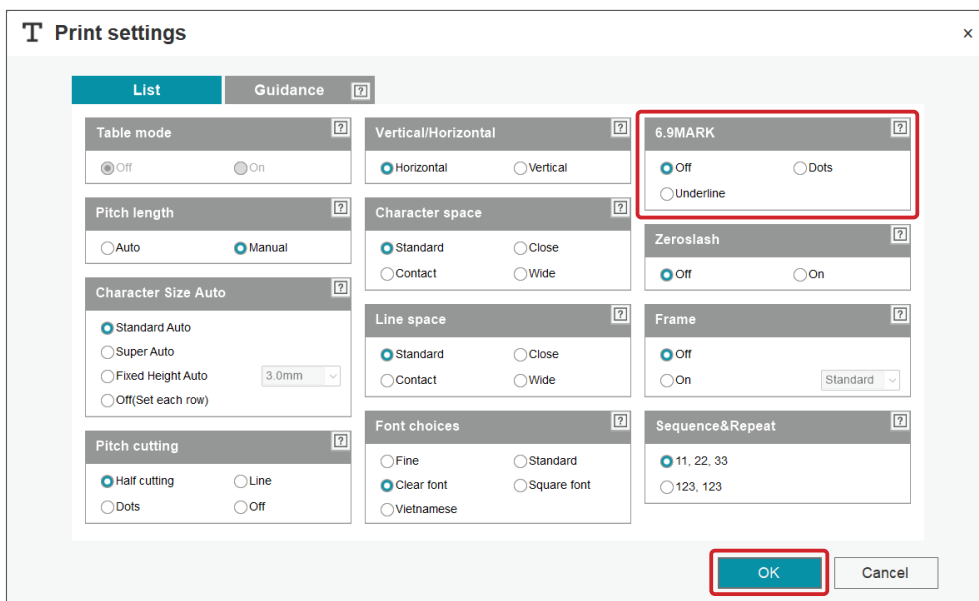 T Print settings
×
List
Guidance ?
Table mode ?
Off On
Pitch length ?
Auto Manual
Character Size Auto ?
Standard Auto
Super Auto
Fixed Height Auto 3.0mm
Off(Set each row)
Pitch cutting ?
Half cutting Line
Dots Off
Vertical/Horizontal ?
Horizontal Vertical
Character space ?
Standard Close
Contact Wide
Line space ?
Standard Close
Contact Wide
Font choices ?
Fine Standard
Clear font Square font
Vietnamese
6.9MARK ?
Off Dots
Underline
Zeroslash ?
Off On
Frame ?
Off
On Standard
Sequence&Repeat ?
11, 22, 33
123, 123
OK Cancel